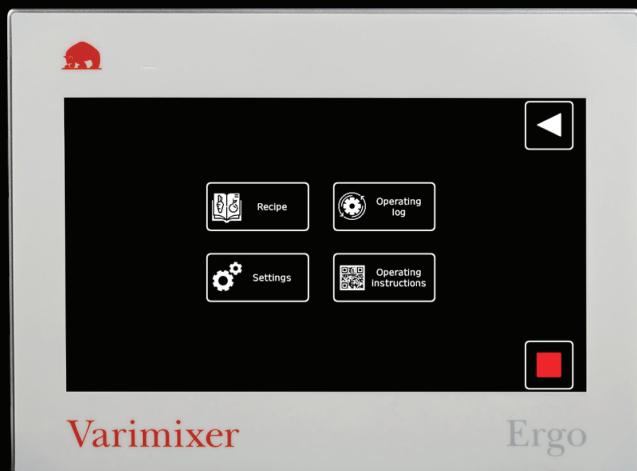 Recipe
Operating
log
Settings
Operating
instructions
Varimixer
Ergo